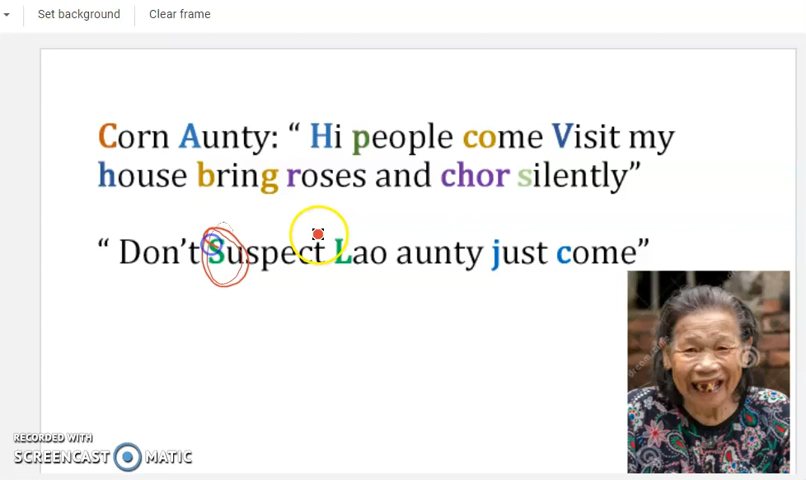 Set background
Clear frame
Corn Aunty: “ Hi people come Visit my
house bring roses and chor silently”
“ Don’t Suspect Lao aunty just come”
RECORDED WITH
SCREENCAST MATIC